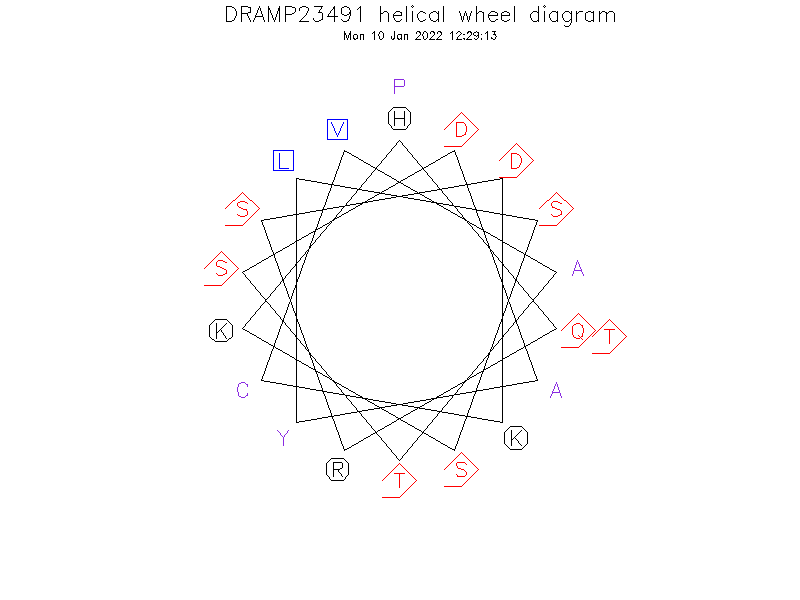 DRAMP23491 helical wheel diagram
Mon 10 Jan 2022 12:29:13
P
V H D
L D
S S
S A
K Q T
C A
Y K
R T S